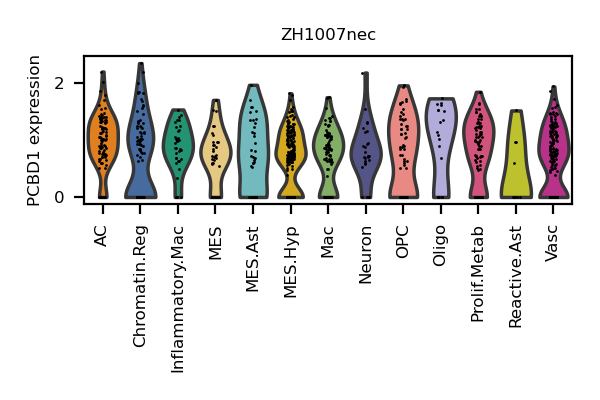 ZH1007nec
PCBD1 expression
2
0
AC
Chromatin.Reg
Inflammatory.Mac
MES
MES.Ast
MES.Hyp
Mac
Neuron
OPC
Oligo
Prolif.Metab
Reactive.Ast
Vasc